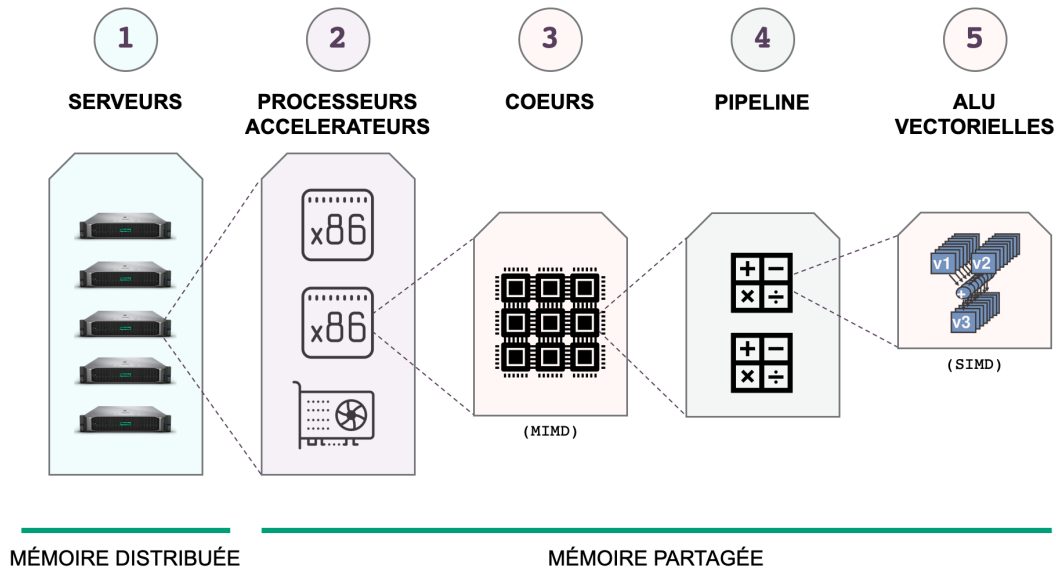 1
2
3
4
5
SERVEURS
PROCESSEURS
ACCELERATEURS
COEURS
PIPELINE
ALU
VECTORIELLES
x86
x86
v1
v2
+
v3
+ −
× ÷
+ −
× ÷
(MIMD)
(SIMD)
MÉMOIRE DISTRIBUÉE
MÉMOIRE PARTAGÉE